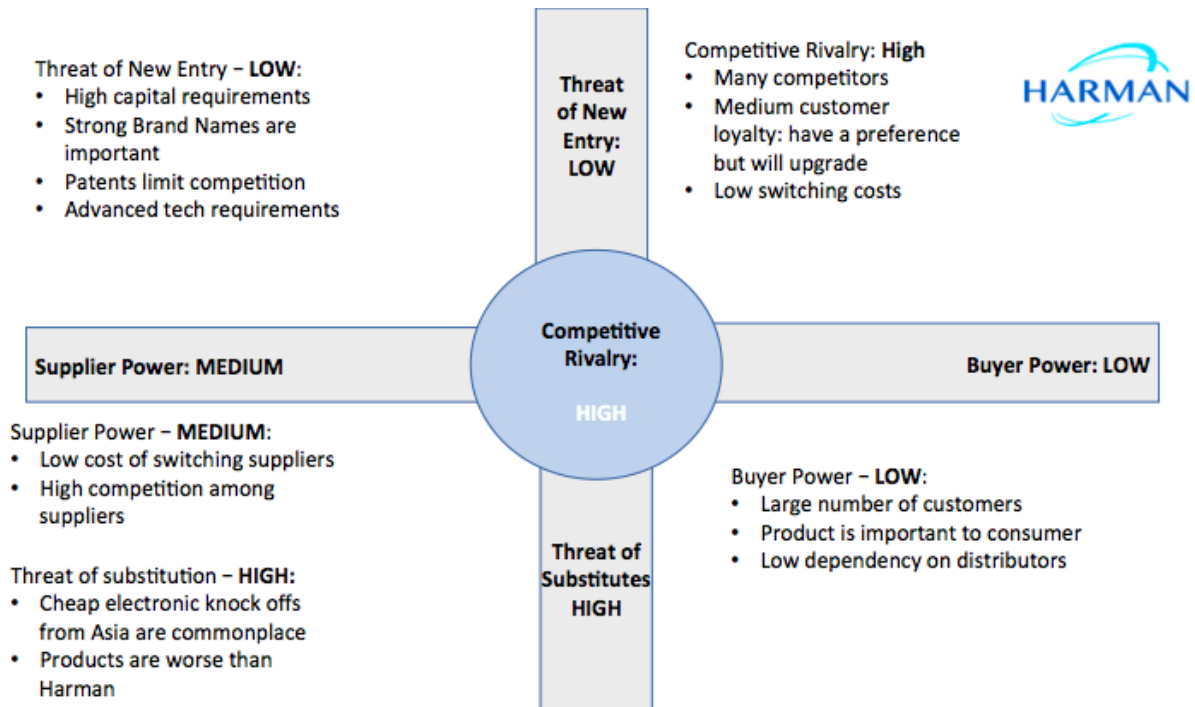 Threat of New Entry – LOW:
• High capital requirements
• Strong Brand Names are
important
• Patents limit competition
• Advanced tech requirements
Threat
of New
Entry:
LOW
Competitive Rivalry: High
• Many competitors
• Medium customer
loyalty: have a preference
but will upgrade
• Low switching costs
HARMAN
Supplier Power: MEDIUM
Competitive
Rivalry:
HIGH
Buyer Power: LOW
Supplier Power – MEDIUM:
• Low cost of switching suppliers
• High competition among
suppliers
Threat of substitution – HIGH:
• Cheap electronic knock offs
from Asia are commonplace
• Products are worse than
Harman
Threat of
Substitutes
HIGH
Buyer Power – LOW:
• Large number of customers
• Product is important to consumer
• Low dependency on distributors